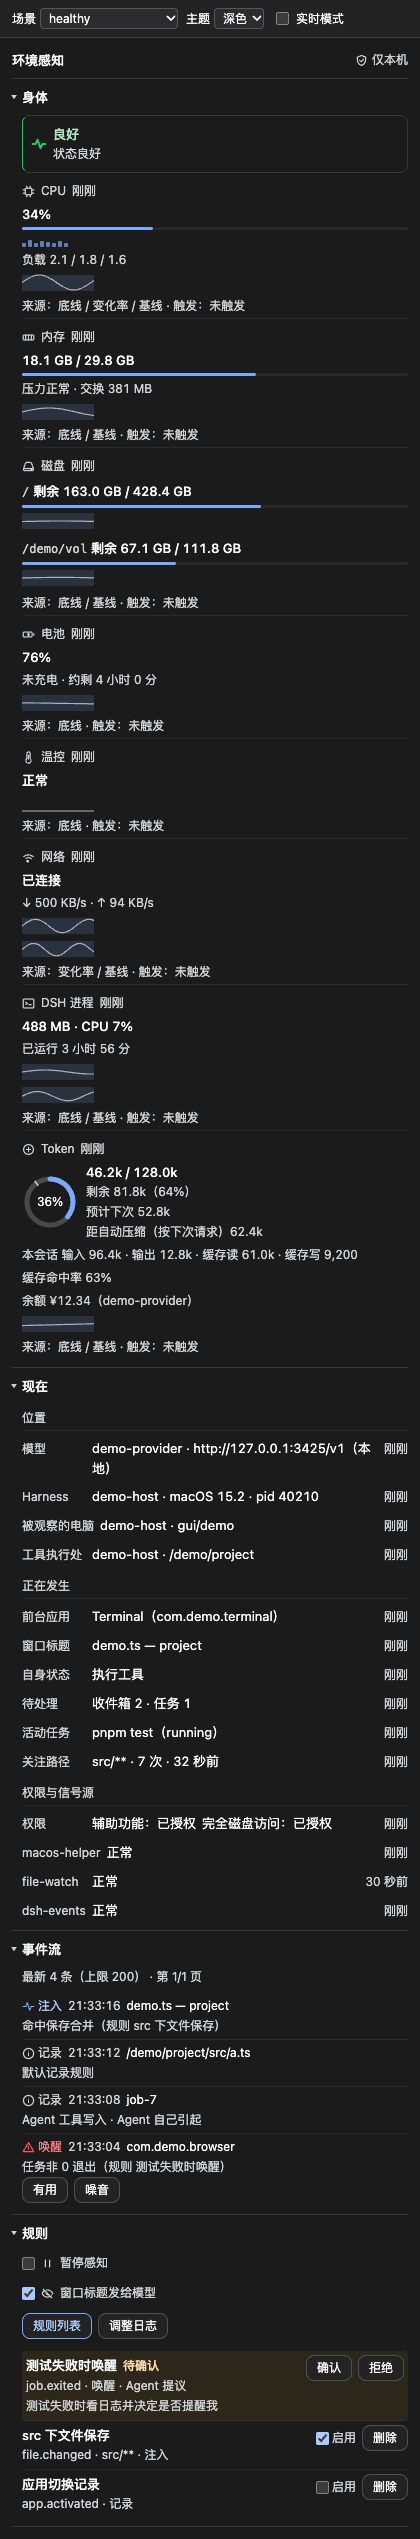 场景 healthy 主题 深色 实时模式
环境感知 仅本机
身体
良好
状态良好
CPU 刚刚
34%
负载 2.1 / 1.8 / 1.6
来源：底线 / 变化率 / 基线 · 触发：未触发
内存 刚刚
18.1 GB / 29.8 GB
压力正常 · 交换 381 MB
来源：底线 / 基线 · 触发：未触发
磁盘 刚刚
/ 剩余 163.0 GB / 428.4 GB
/demo/vol 剩余 67.1 GB / 111.8 GB
来源：底线 / 基线 · 触发：未触发
电池 刚刚
76%
未充电 · 约剩 4 小时 0 分
来源：底线 · 触发：未触发
温控 刚刚
正常
来源：底线 · 触发：未触发
网络 刚刚
已连接
↓ 500 KB/s · ↑ 94 KB/s
来源：变化率 / 基线 · 触发：未触发
DSH 进程 刚刚
488 MB · CPU 7%
已运行 3 小时 56 分
来源：底线 / 基线 · 触发：未触发
Token 刚刚
36%
46.2k / 128.0k
剩余 81.8k（64%）
预计下次 52.8k
距自动压缩（按下次请求）62.4k
本会话 输入 96.4k · 输出 12.8k · 缓存读 61.0k · 缓存写 9,200
缓存命中率 63%
余额 ¥12.34（demo-provider）
来源：底线 / 基线 · 触发：未触发
现在
位置
模型 demo-provider · http://127.0.0.1:3425/v1（本 刚刚
地）
Harness demo-host · macOS 15.2 · pid 40210 刚刚
被观察的电脑 demo-host · gui/demo 刚刚
工具执行处 demo-host · /demo/project 刚刚
正在发生
前台应用 Terminal（com.demo.terminal） 刚刚
窗口标题 demo.ts — project 刚刚
自身状态 执行工具 刚刚
待处理 收件箱 2 · 任务 1 刚刚
活动任务 pnpm test（running） 刚刚
关注路径 src/** · 7 次 · 32 秒前 刚刚
权限与信号源
权限 辅助功能：已授权 完全磁盘访问：已授权 刚刚
macos-helper 正常 刚刚
file-watch 正常 30 秒前
dsh-events 正常 刚刚
事件流
最新 4 条（上限 200） · 第 1/1 页
注入 21:33:16 demo.ts — project
命中保存合并（规则 src 下文件保存）
记录 21:33:12 /demo/project/src/a.ts
默认记录规则
记录 21:33:08 job-7
Agent 工具写入 · Agent 自己引起
唤醒 21:33:04 com.demo.browser
任务非 0 退出（规则 测试失败时唤醒）
有用 噪音
规则
暂停感知
窗口标题发给模型
规则列表 调整日志
测试失败时唤醒 待确认 确认 拒绝
job.exited · 唤醒 · Agent 提议
测试失败时看日志并决定是否提醒我
src 下文件保存 启用 删除
file.changed · src/** · 注入
应用切换记录 启用 删除
app.activated · 记录